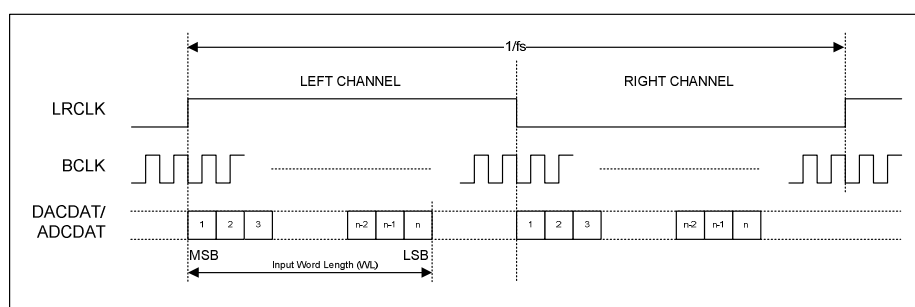 1/fs
LEFT CHANNEL
RIGHT CHANNEL
LRCLK
BCLK
DACDAT/
ADCDAT
1 2 3 n-2 n-1 n 1 2 3 n-2 n-1 n
MSB LSB
Input Word Length (WL)